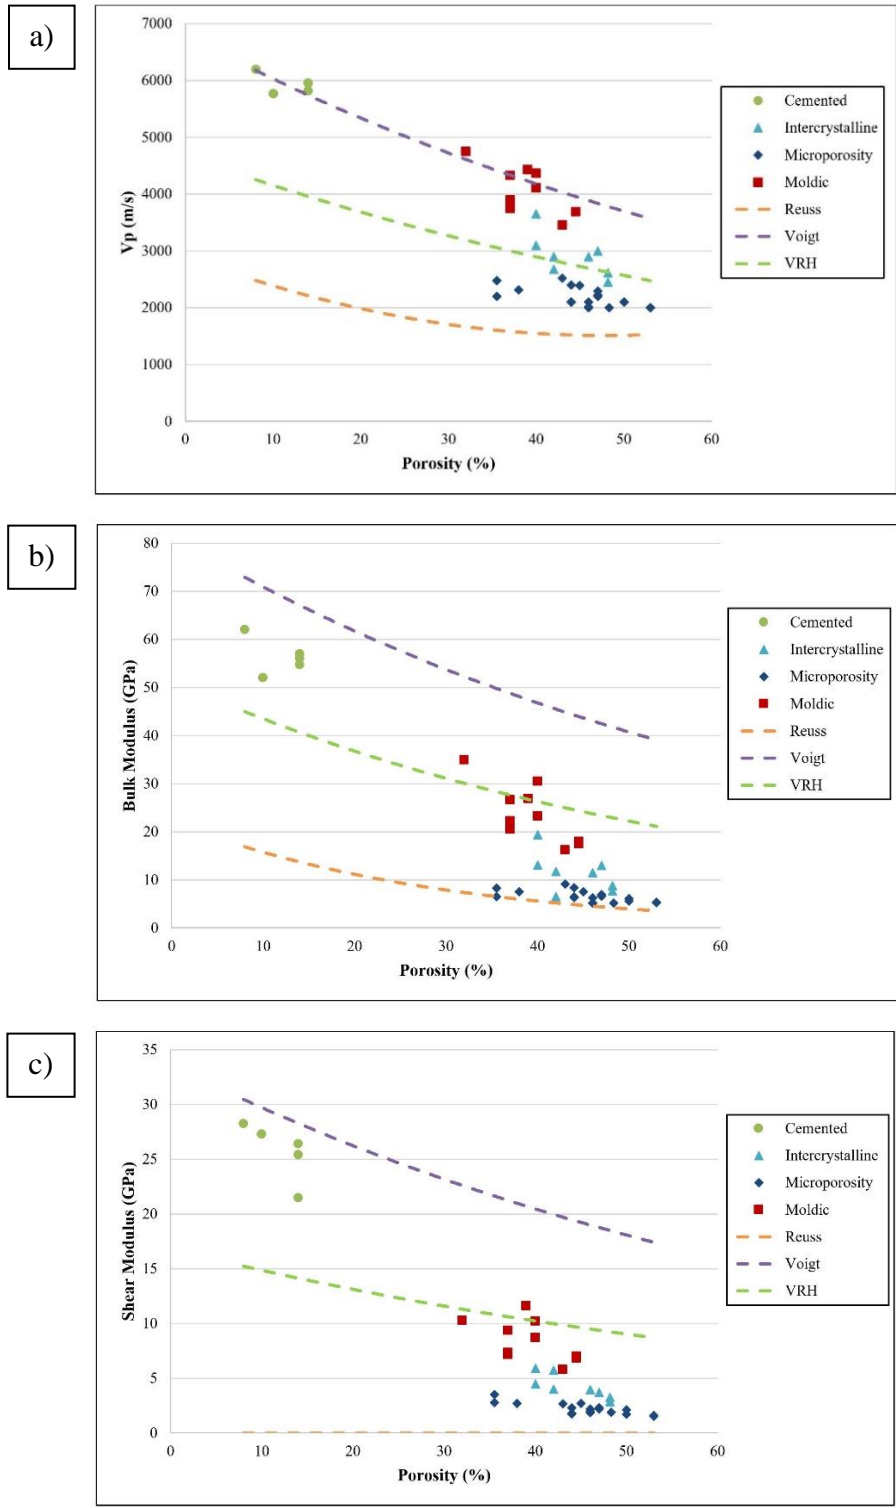 a)
7000
6000
5000
4000
3000
2000
1000
0
Vp (m/s)
0 10 20 30 40 50 60
Porosity (%)
Cemented
Intercrystalline
Microporosity
Moldic
Reuss
Voigt
VRH
b)
80
70
60
50
40
30
20
10
0
Bulk Modulus (GPa)
0 10 20 30 40 50 60
Porosity (%)
Cemented
Intercrystalline
Microporosity
Moldic
Reuss
Voigt
VRH
c)
35
30
25
20
15
10
5
0
Shear Modulus (GPa)
0 10 20 30 40 50 60
Porosity (%)
Cemented
Intercrystalline
Microporosity
Moldic
Reuss
Voigt
VRH